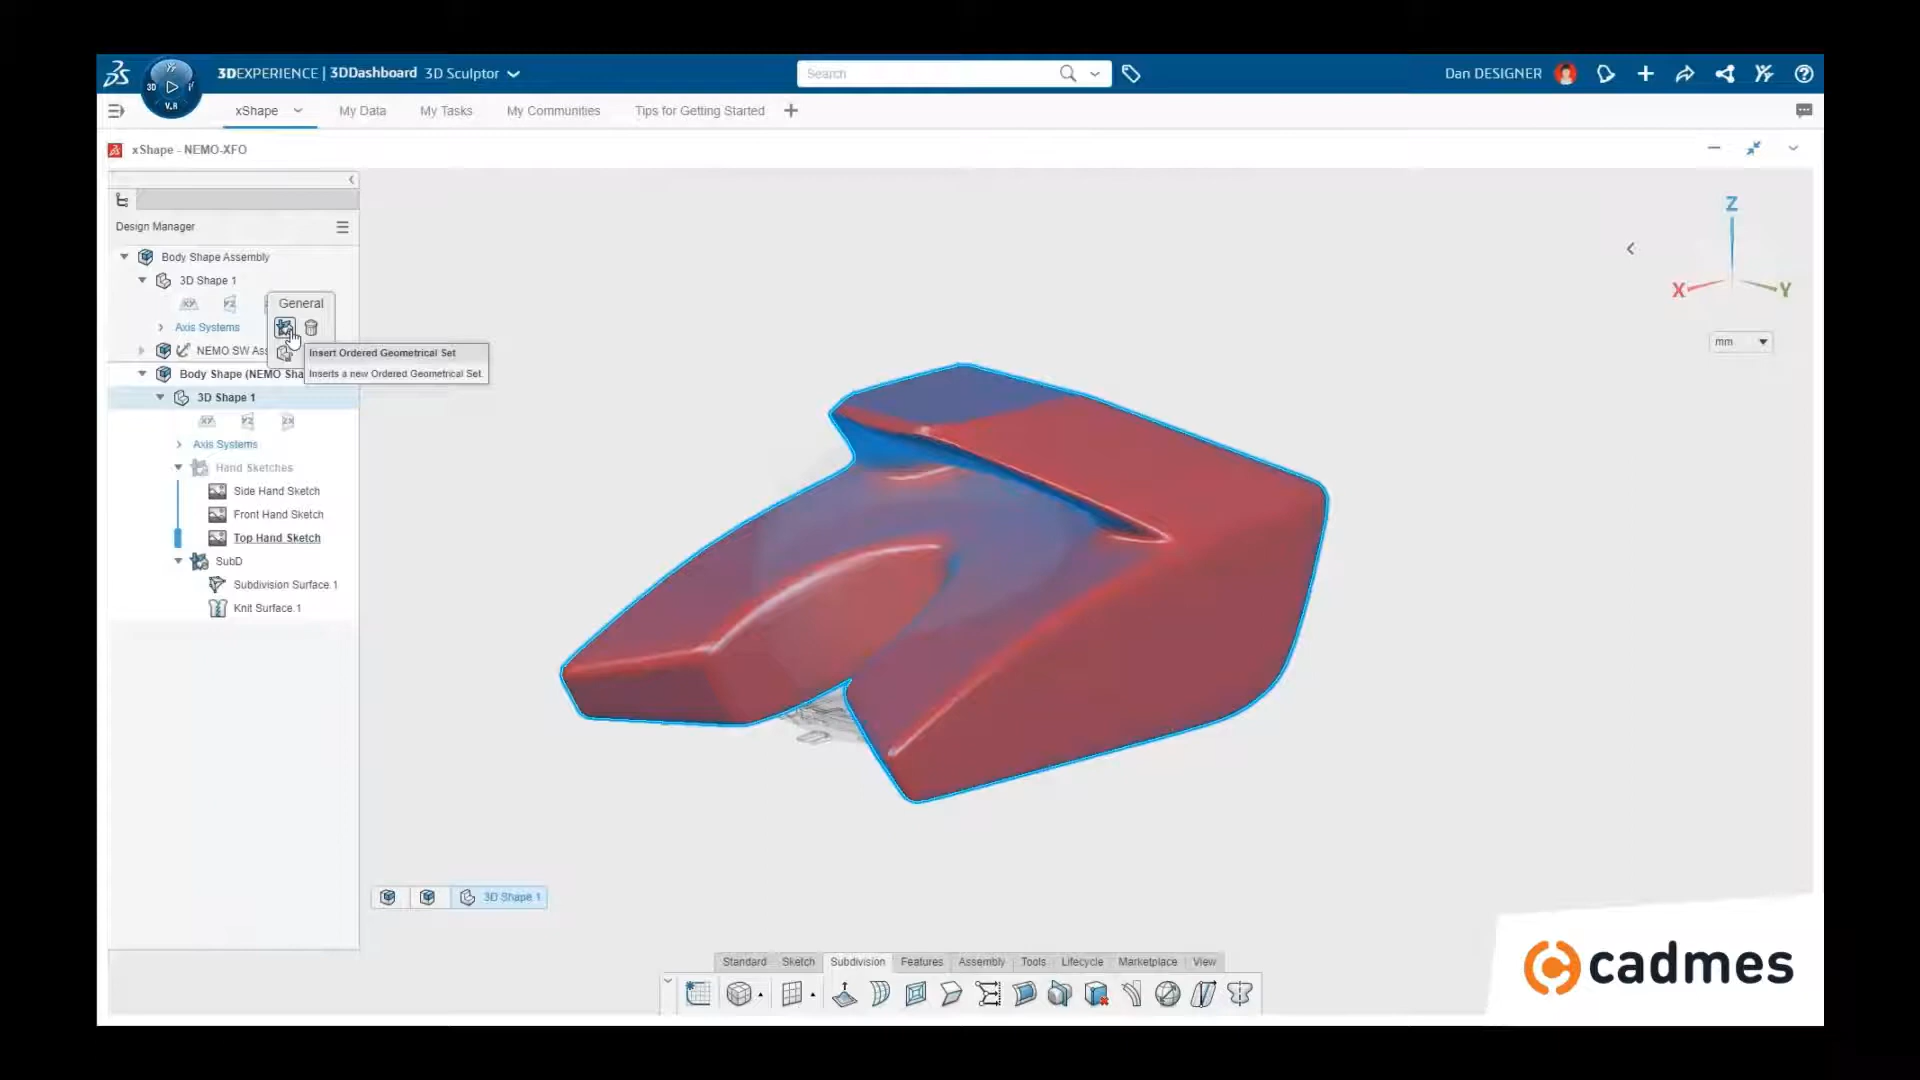 3DEXPERIENCE | 3DDashboard 3D Sculptor
Search
Dan DESIGNER
3D
V.R
xShape
My Data
My Tasks
My Communities
Tips for Getting Started
xShape - NEMO-XFO
Design Manager
Body Shape Assembly
3D Shape 1
General
Axis Systems
NEMO SW Ass
Insert Ordered Geometrical Set
Inserts a new Ordered Geometrical Set.
Body Shape (NEMO Sha
3D Shape 1
XY
YZ
ZX
Axis Systems
Hand Sketches
Side Hand Sketch
Front Hand Sketch
Top Hand Sketch
SubD
Subdivision Surface.1
Knit Surface.1
Z
X
Y
mm
3D Shape 1
Standard
Sketch
Subdivision
Features
Assembly
Tools
Lifecycle
Marketplace
View
cadmes